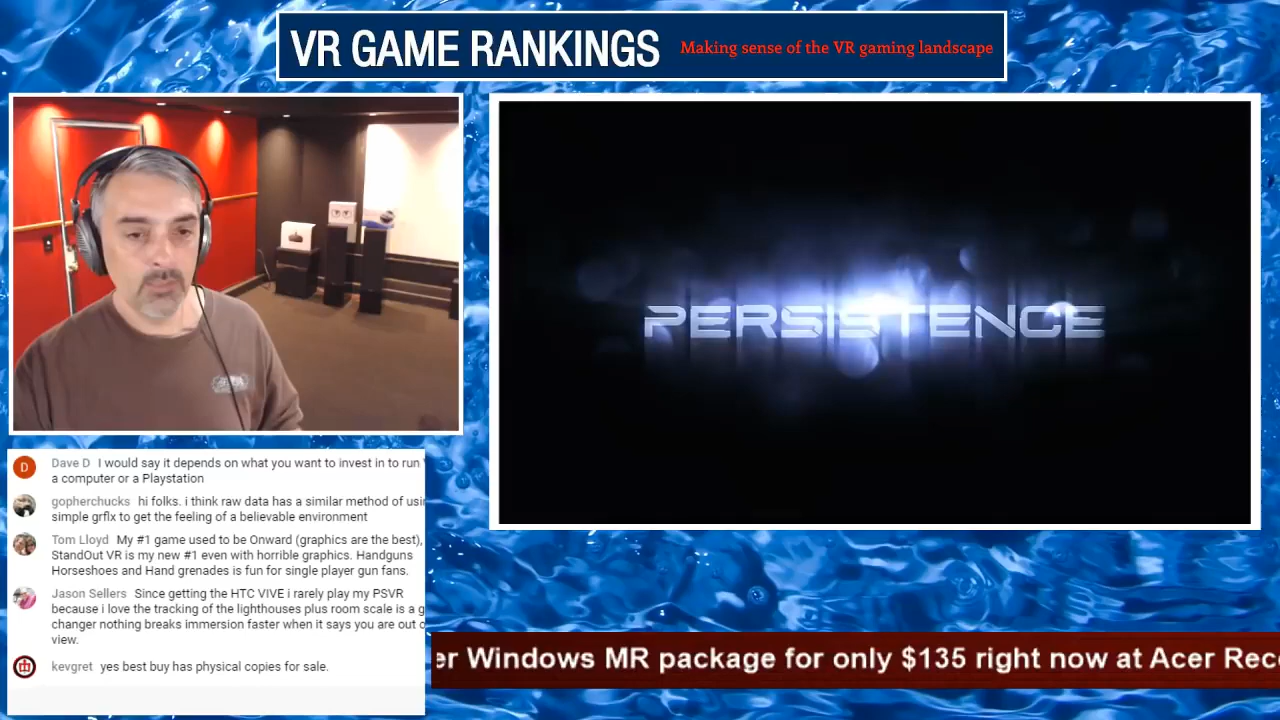 VR GAME RANKINGS
Making sense of the VR gaming landscape
PERSISTENCE
D
Dave D I would say it depends on what you want to invest in to run
a computer or a Playstation
gopherchucks hi folks. i think raw data has a similar method of usi
simple grflx to get the feeling of a believable environment
Tom Lloyd My #1 game used to be Onward (graphics are the best),
StandOut VR is my new #1 even with horrible graphics. Handguns
Horseshoes and Hand grenades is fun for single player gun fans.
Jason Sellers Since getting the HTC VIVE i rarely play my PSVR
because i love the tracking of the lighthouses plus room scale is a g
changer nothing breaks immersion faster when it says you are out o
view.
kevgret yes best buy has physical copies for sale.
er Windows MR package for only $135 right now at Acer Rec